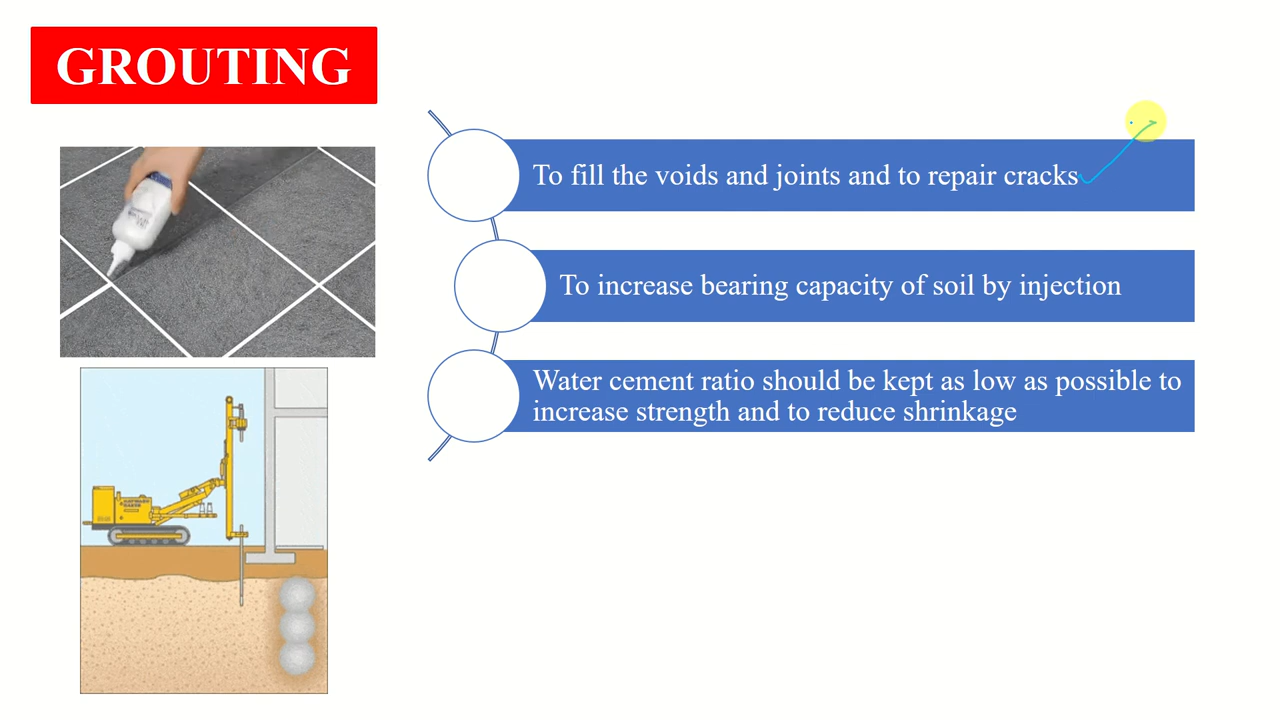 GROUTING
To fill the voids and joints and to repair cracks
To increase bearing capacity of soil by injection
Water cement ratio should be kept as low as possible to
increase strength and to reduce shrinkage